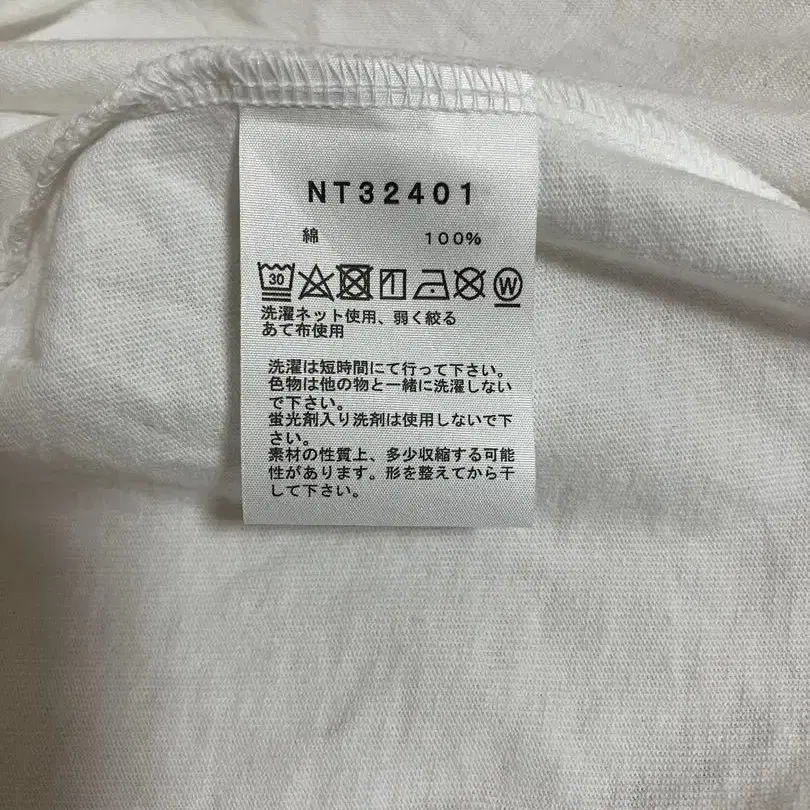 NT32401
綿 100%
30 W
洗濯ネット使用、弱く絞る
あて布使用
洗濯は短時間にて行って下さい。
色物は他の物と一緒に洗濯しない
で下さい。
蛍光剤入り洗剤は使用しないで下
さい。
素材の性質上、多少収縮する可能
性があります。形を整えてから干
して下さい。